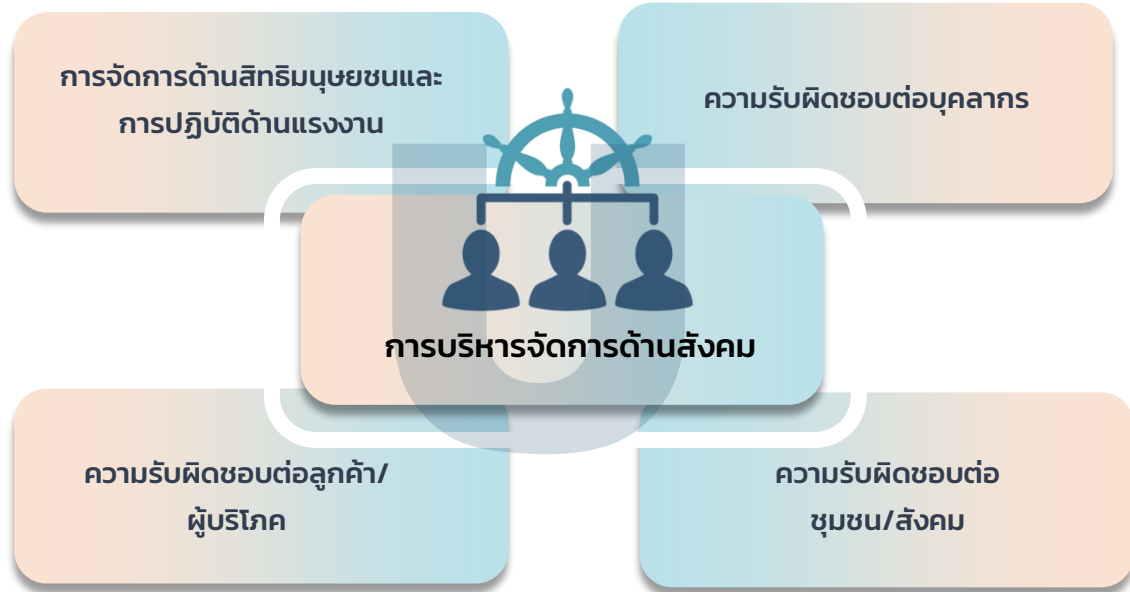 การจัดการด้านสิทธิมนุษยชนและ
การปฏิบัติด้านแรงงาน
ความรับผิดชอบต่อบุคลากร
การบริหารจัดการด้านสังคม
ความรับผิดชอบต่อลูกค้า/
ผู้บริโภค
ความรับผิดชอบต่อ
ชุมชน/สังคม